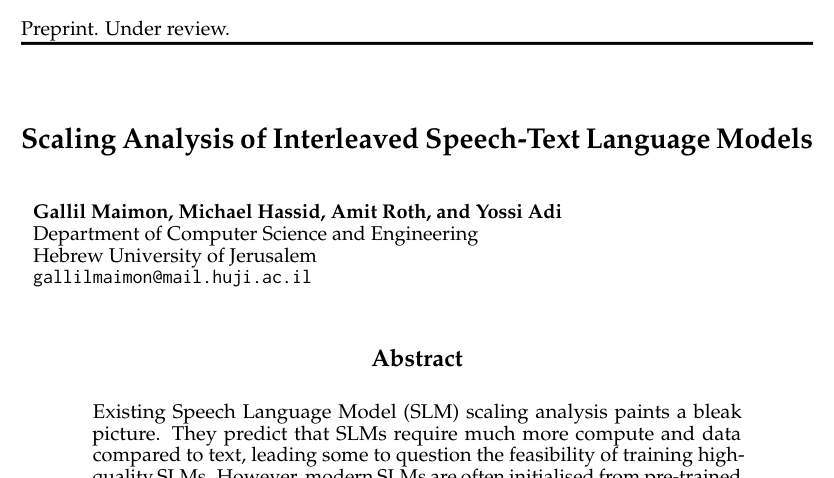 Preprint. Under review.
Scaling Analysis of Interleaved Speech-Text Language Models
Gallil Maimon, Michael Hassid, Amit Roth, and Yossi Adi
Department of Computer Science and Engineering
Hebrew University of Jerusalem
gallilmaimon@mail.huji.ac.il
Abstract
Existing Speech Language Model (SLM) scaling analysis paints a bleak
picture. They predict that SLMs require much more compute and data
compared to text, leading some to question the feasibility of training high-
quality SLMs. However, modern SLMs are often initialised from pre-trained